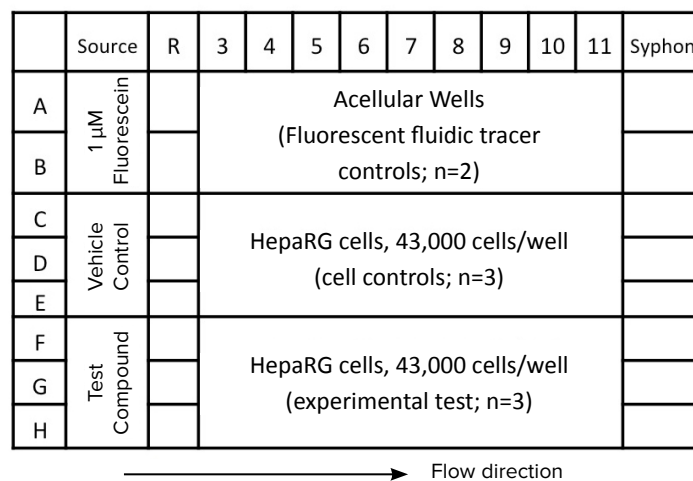 Source R 3 4 5 6 7 8 9 10 11 Syphon
A
B
1 µM
Fluorescein
Acellular Wells
(Fluorescent fluidic tracer
controls; n=2)
C
D
E
Vehicle
Control
HepaRG cells, 43,000 cells/well
(cell controls; n=3)
F
G
H
Test
Compound
HepaRG cells, 43,000 cells/well
(experimental test; n=3)
Flow direction